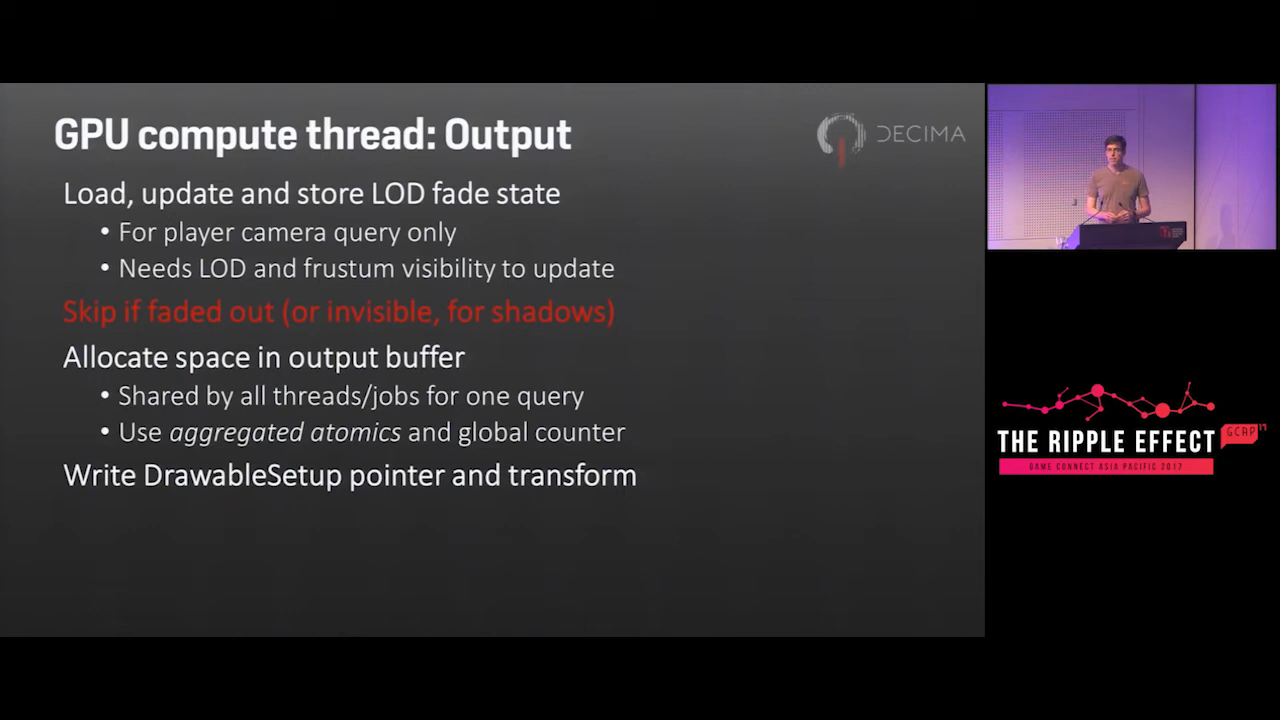 GPU compute thread: Output
DECIMA
Load, update and store LOD fade state
• For player camera query only
• Needs LOD and frustum visibility to update
Skip if faded out (or invisible, for shadows)
Allocate space in output buffer
• Shared by all threads/jobs for one query
• Use aggregated atomics and global counter
Write DrawableSetup pointer and transform
THE RIPPLE EFFECT
GCAP17
GAME CONNECT ASIA PACIFIC 2017